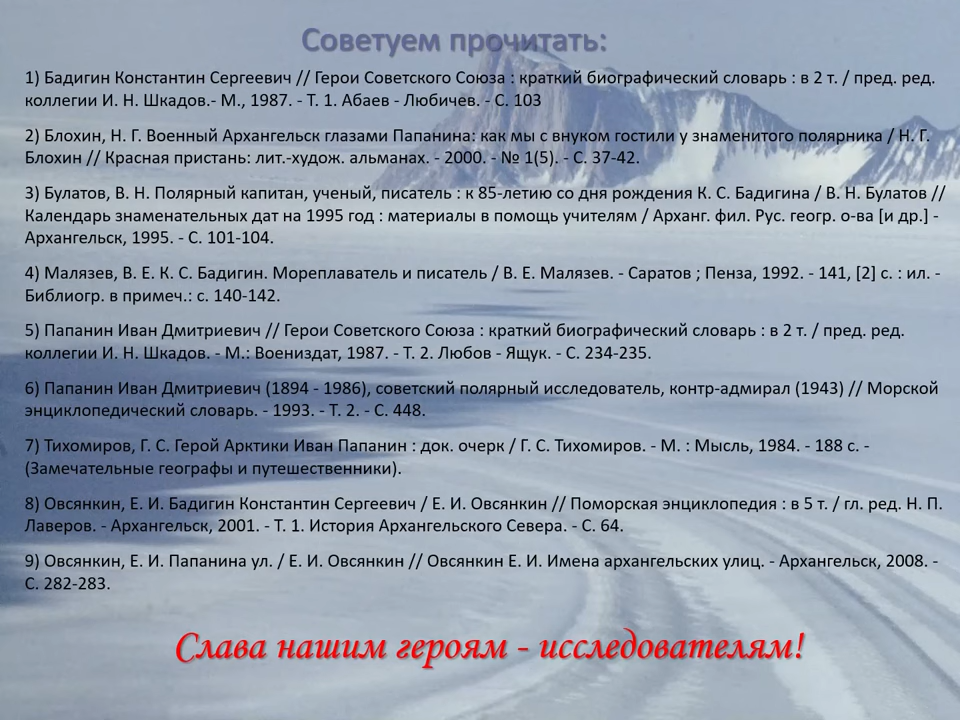 Советуем прочитать:
1) Бадигин Константин Сергеевич // Герои Советского Союза : краткий биографический словарь : в 2 т. / пред. ред.
коллегии И. Н. Шкадов.- М., 1987. - Т. 1. Абаев - Любичев. - С. 103
2) Блохин, Н. Г. Военный Архангельск глазами Папанина: как мы с внуком гостили у знаменитого полярника / Н. Г.
Блохин // Красная пристань: лит.-худож. альманах. - 2000. - № 1(5). - С. 37-42.
3) Булатов, В. Н. Полярный капитан, ученый, писатель : к 85-летию со дня рождения К. С. Бадигина / В. Н. Булатов //
Календарь знаменательных дат на 1995 год : материалы в помощь учителям / Арханг. фил. Рус. геогр. о-ва [и др.] -
Архангельск, 1995. - С. 101-104.
4) Малязев, В. Е. К. С. Бадигин. Мореплаватель и писатель / В. Е. Малязев. - Саратов ; Пенза, 1992. - 141, [2] с. : ил. -
Библиогр. в примеч.: с. 140-142.
5) Папанин Иван Дмитриевич // Герои Советского Союза : краткий биографический словарь : в 2 т. / пред. ред.
коллегии И. Н. Шкадов. - М.: Воениздат, 1987. - Т. 2. Любов - Ящук. - С. 234-235.
6) Папанин Иван Дмитриевич (1894 - 1986), советский полярный исследователь, контр-адмирал (1943) // Морской
энциклопедический словарь. - 1993. - Т. 2. - С. 448.
7) Тихомиров, Г. С. Герой Арктики Иван Папанин : док. очерк / Г. С. Тихомиров. - М. : Мысль, 1984. - 188 с. -
(Замечательные географы и путешественники).
8) Овсянкин, Е. И. Бадигин Константин Сергеевич / Е. И. Овсянкин // Поморская энциклопедия : в 5 т. / гл. ред. Н. П.
Лаверов. - Архангельск, 2001. - Т. 1. История Архангельского Севера. - С. 64.
9) Овсянкин, Е. И. Папанина ул. / Е. И. Овсянкин // Овсянкин Е. И. Имена архангельских улиц. - Архангельск, 2008. -
С. 282-283.
Слава нашим героям - исследователям!